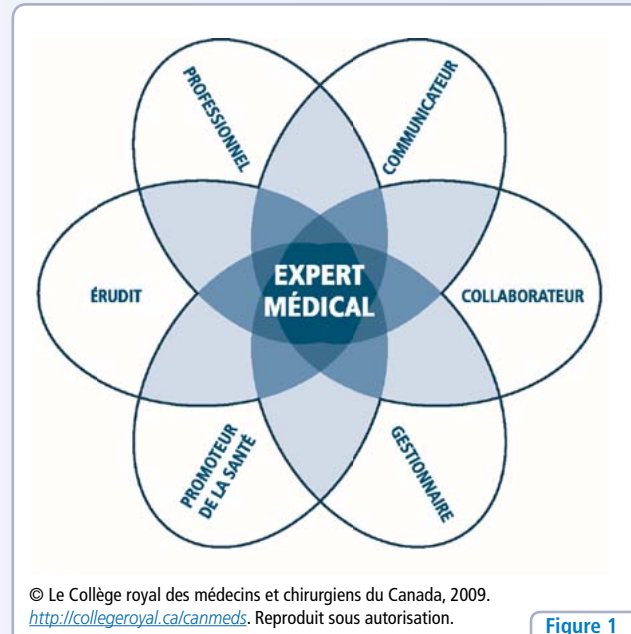 PROFESSIONNEL
COMMUNICATEUR
ÉRUDIT
EXPERT
MÉDICAL
COLLABORATEUR
PROMOTEUR
DE LA SANTÉ
GESTIONNAIRE
© Le Collège royal des médecins et chirurgiens du Canada, 2009.
http://collegeroyal.ca/canmeds. Reproduit sous autorisation.
Figure 1